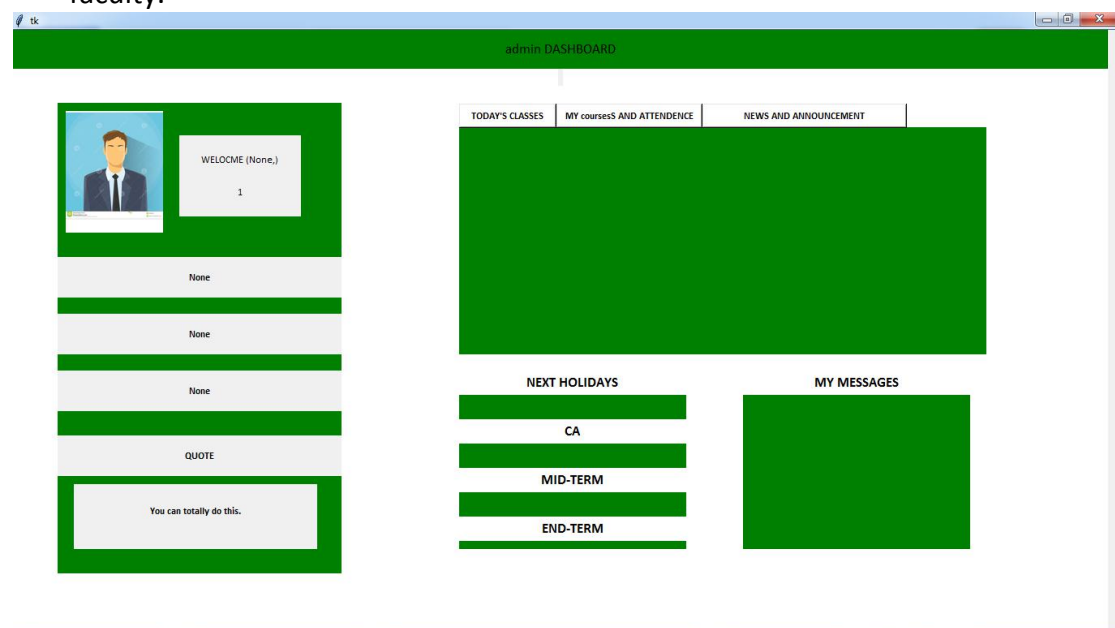 faculty.
tk
admin DASHBOARD
WELOCME (None,)
1
None
None
None
QUOTE
You can totally do this.
TODAY'S CLASSES
MY coursesS AND ATTENDENCE
NEWS AND ANNOUNCEMENT
NEXT HOLIDAYS
CA
MID-TERM
END-TERM
MY MESSAGES